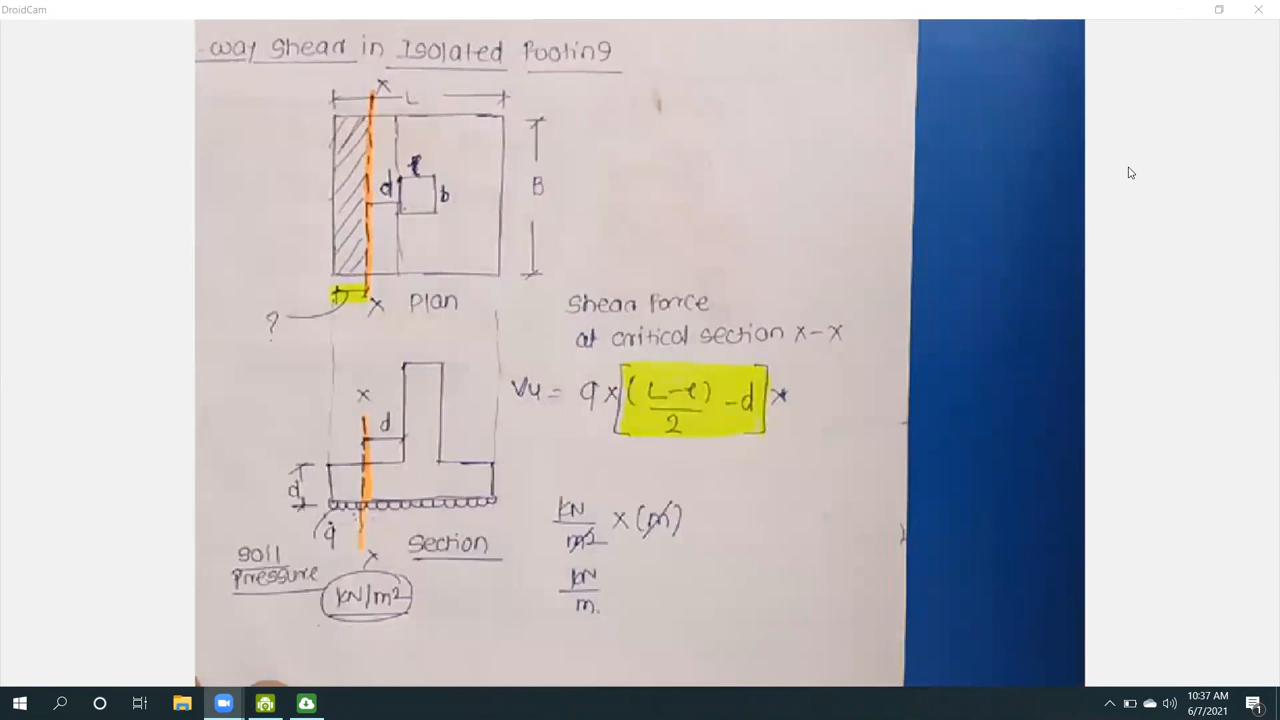 DroidCam
-way shear in Isolated Footing
x
L
d
l
b
B
?
x
Plan
Shear Force
at critical section x-x
Vu = q x [ (L-l)/2 - d ] x
x
d
d
q
x
Section
soil
Pressure
kN/m2
kN/m2 x (m)
kN
m.
10:37 AM
6/7/2021
1